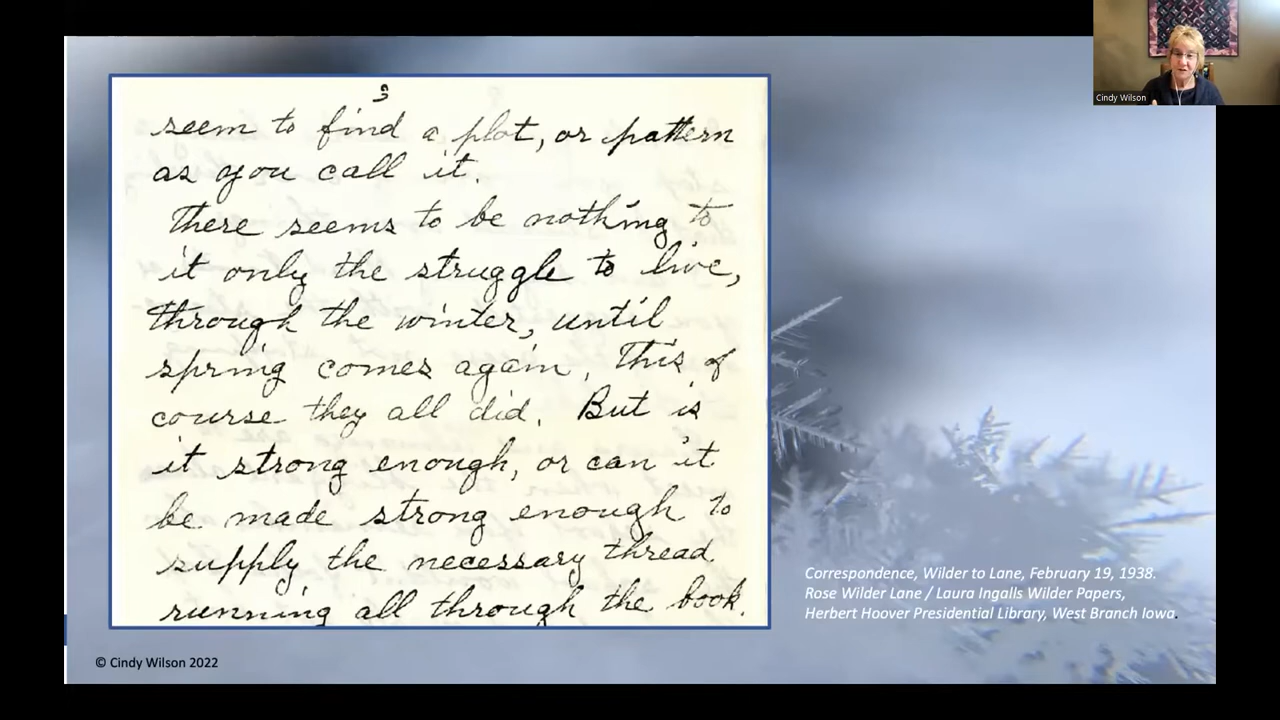 Cindy Wilson
3
seem to find a plot, or pattern
as you call it.
There seems to be nothing to
it only the struggle to live,
through the winter, until
spring comes again. This of
course they all did. But is
it strong enough, or can it
be made strong enough to
supply the necessary thread
running all through the book.
Correspondence, Wilder to Lane, February 19, 1938.
Rose Wilder Lane / Laura Ingalls Wilder Papers,
Herbert Hoover Presidential Library, West Branch Iowa.
© Cindy Wilson 2022